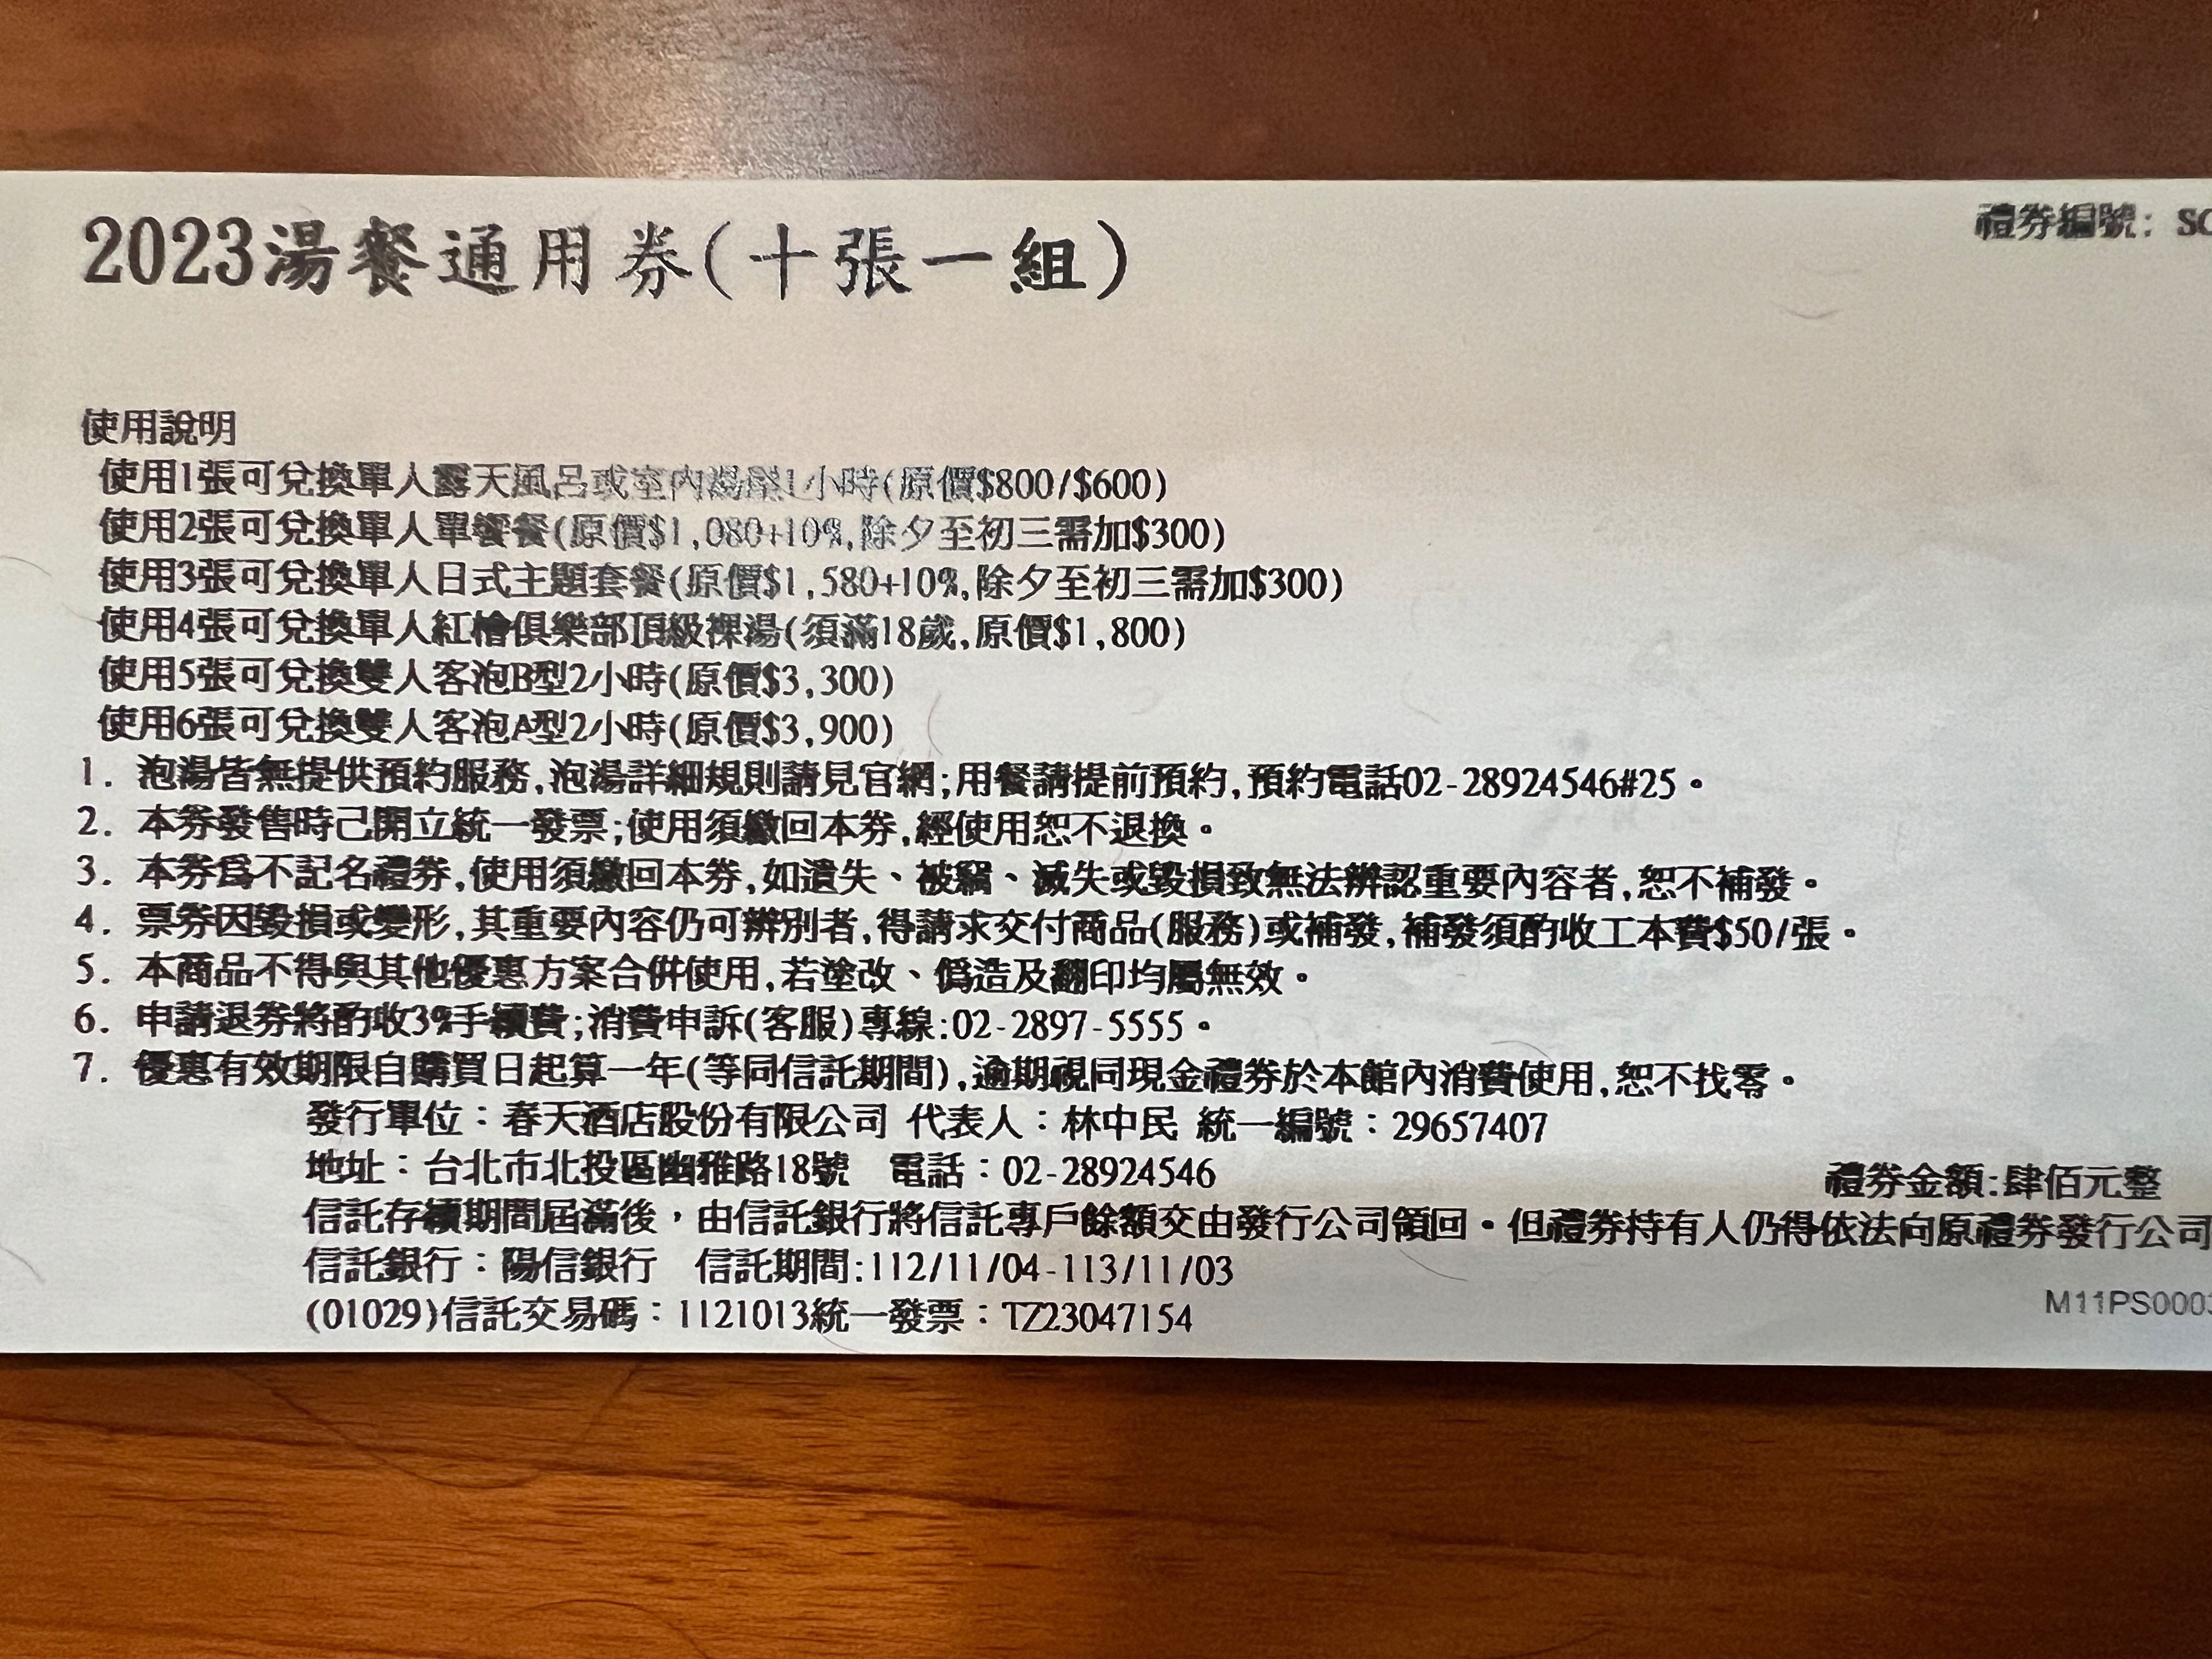 2023湯餐通用券(十張一組)
禮券編號: SC
使用說明
使用1張可兌換單人露天風呂或室內湯屋1小時(原價$800/$600)
使用2張可兌換單人單饗餐(原價$1,080+10%,除夕至初三需加$300)
使用3張可兌換單人日式主題套餐(原價$1,580+10%,除夕至初三需加$300)
使用4張可兌換單人紅檜俱樂部頂級裸湯(須滿18歲,原價$1,800)
使用5張可兌換雙人客泡B型2小時(原價$3,300)
使用6張可兌換雙人客泡A型2小時(原價$3,900)
1. 泡湯皆無提供預約服務,泡湯詳細規則請見官網;用餐請提前預約,預約電話02-28924546#25。
2. 本券發售時己開立統一發票;使用須繳回本券,經使用恕不退換。
3. 本券為不記名禮券,使用須繳回本券,如遺失、被竊、滅失或毀損致無法辨認重要內容者,恕不補發。
4. 票券因毀損或變形,其重要內容仍可辨別者,得請求交付商品(服務)或補發,補發須酌收工本費$50/張。
5. 本商品不得與其他優惠方案合併使用,若塗改、偽造及翻印均屬無效。
6. 申請退券將酌收3%手續費;消費申訴(客服)專線:02-2897-5555。
7. 優惠有效期限自購買日起算一年(等同信託期間),逾期視同現金禮券於本館內消費使用,恕不找零。
發行單位：春天酒店股份有限公司 代表人：林中民 統一編號：29657407
地址：台北市北投區幽雅路18號 電話：02-28924546
禮券金額:肆佰元整
信託存續期間屆滿後，由信託銀行將信託專戶餘額交由發行公司領回。但禮券持有人仍得依法向原禮券發行公司
信託銀行：陽信銀行 信託期間:112/11/04-113/11/03
(01029)信託交易碼：1121013統一發票：TZ23047154
M11PS0003